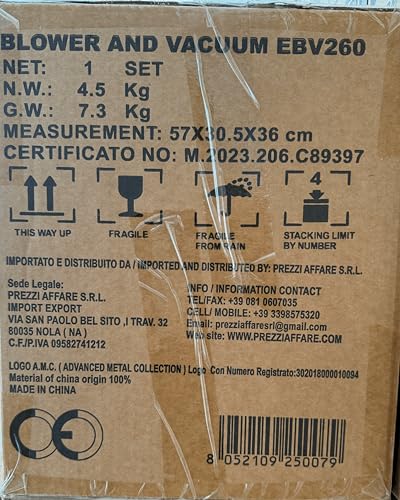 BLOWER AND VACUUM EBV260
NET: 1 SET
N.W.: 4.5 Kg
G.W.: 7.3 Kg
MEASUREMENT: 57X30.5X36 cm
CERTIFICATO NO: M.2023.206.C89397
4
THIS WAY UP
FRAGILE
FRAGILE
FROM RAIN
STACKING LIMIT
BY NUMBER
IMPORTATO E DISTRIBUITO DA / IMPORTED AND DISTRIBUTED BY: PREZZI AFFARE S.R.L.
Sede Legale:
PREZZI AFFARE S.R.L.
IMPORT EXPORT
VIA SAN PAOLO BEL SITO ,I TRAV. 32
80035 NOLA ( NA )
C.F./P.IVA 09582741212
INFO / INFORMATION CONTACT
TEL/FAX: +39 081 0607035
CELL/ MOBILE: +39 3398575320
Email: prezziaffaresrl@gmail.com
WEBSITE: WWW.PREZZIAFFARE.COM
LOGO A.M.C. ( ADVANCED METAL COLLECTION ) Logo Con Numero Registrato:302018000010094
Material of china origin 100%
MADE IN CHINA
CE
8 052109 250079